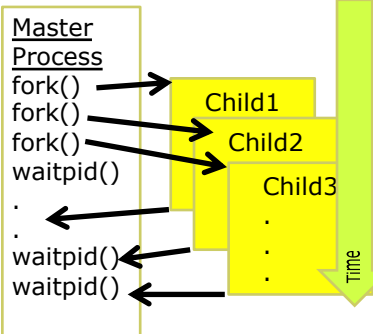 Master
Process
fork()
fork()
fork()
waitpid()
.
.
waitpid()
waitpid()
Child1
Child2
Child3
.
.
.
Time